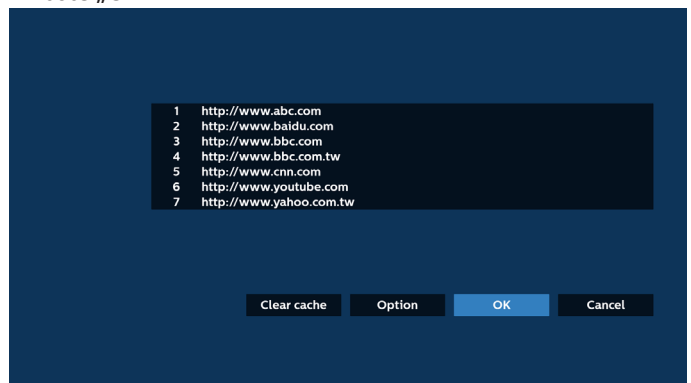 1 http://www.abc.com
2 http://www.baidu.com
3 http://www.bbc.com
4 http://www.bbc.com.tw
5 http://www.cnn.com
6 http://www.youtube.com
7 http://www.yahoo.com.tw
Clear cache Option OK Cancel